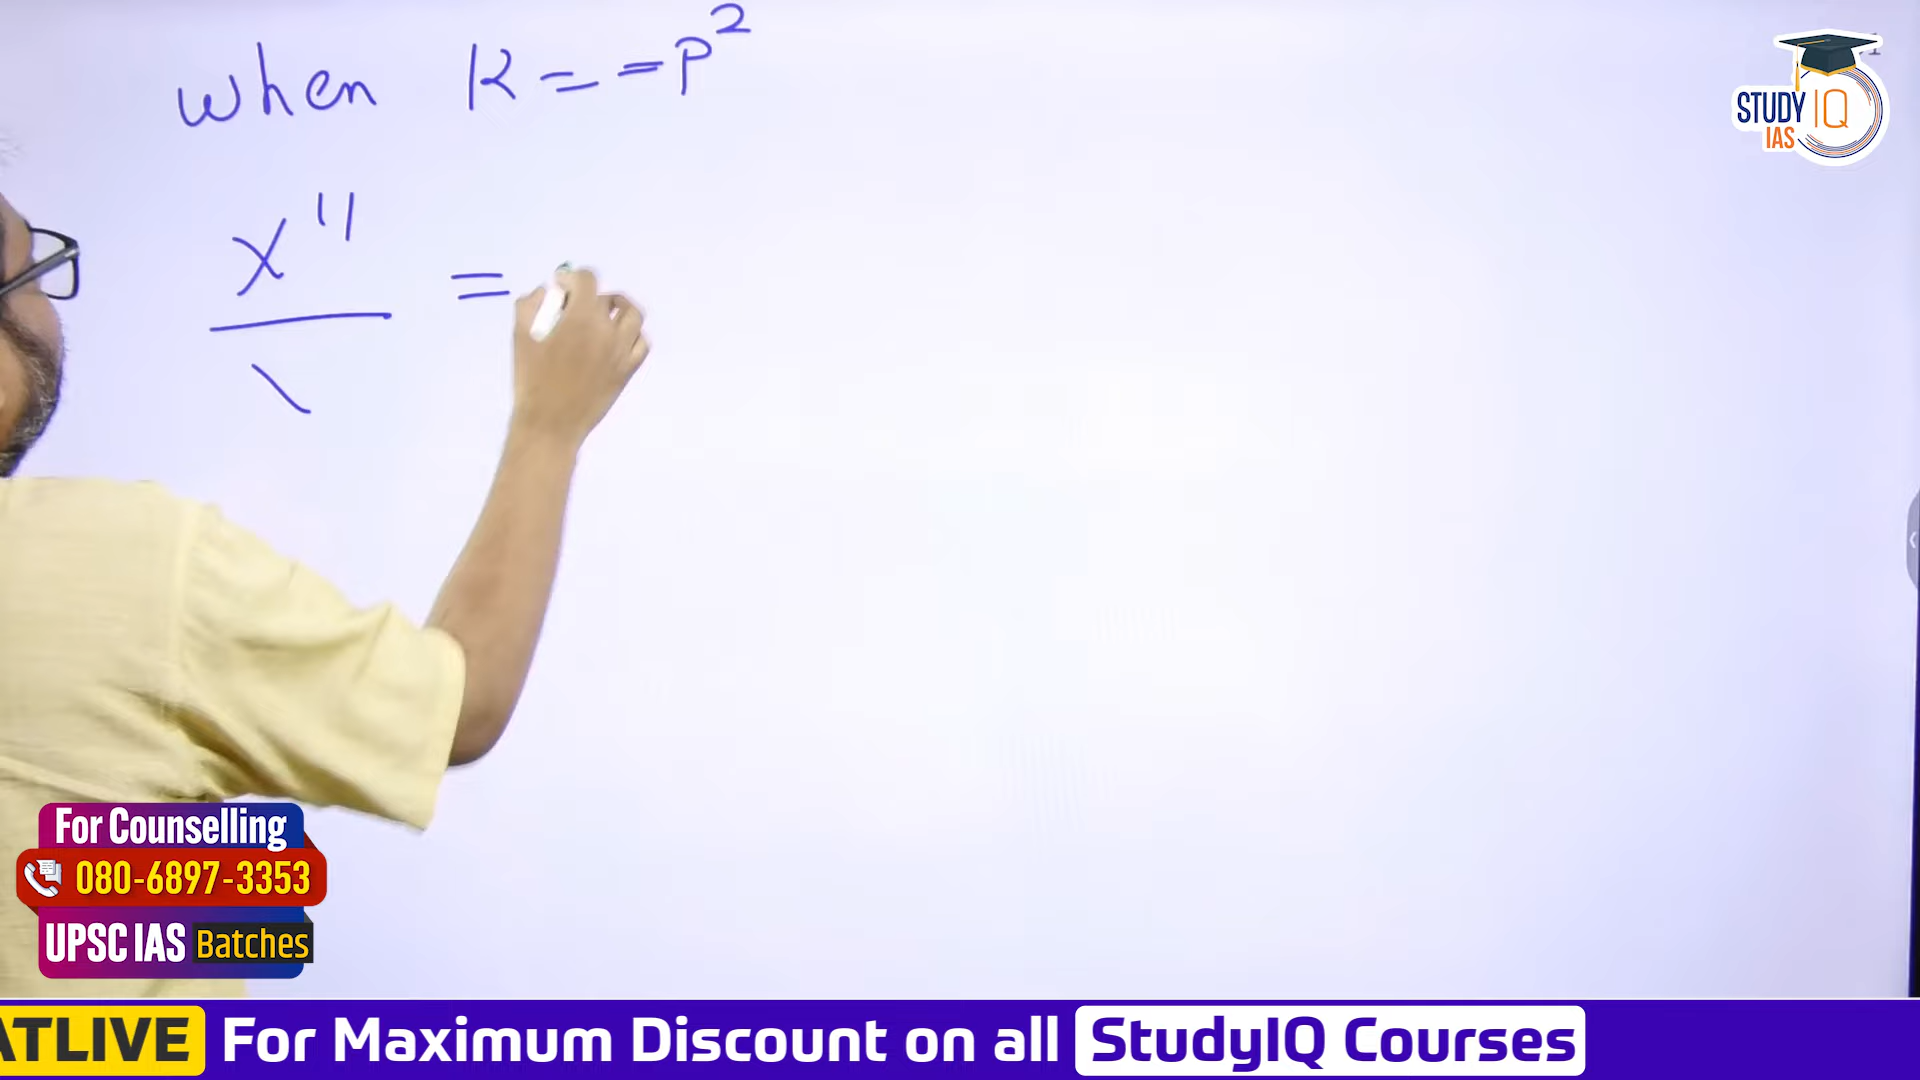 when K = -p²
X''
=
STUDY IQ
IAS
For Counselling
080-6897-3353
UPSC IAS Batches
ATLIVE For Maximum Discount on all StudyIQ Courses